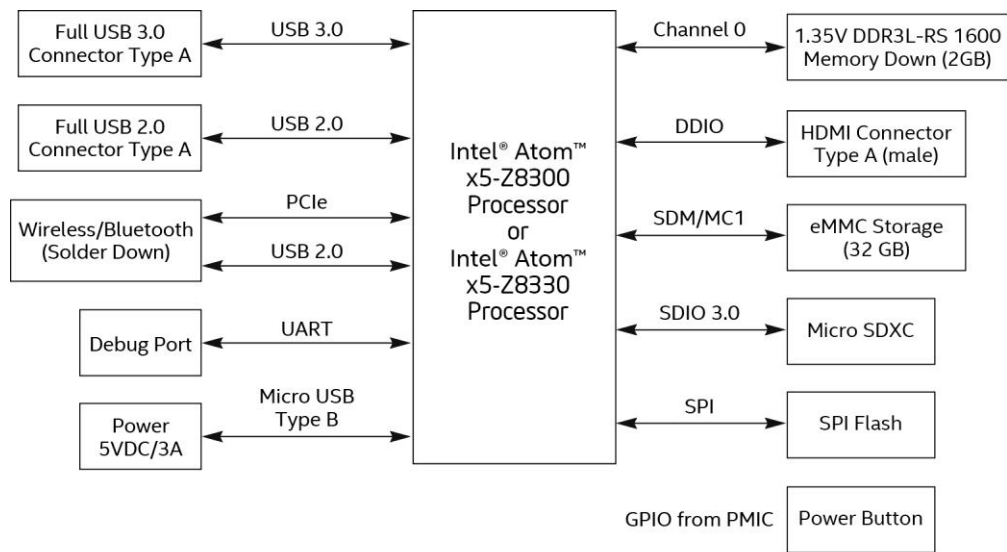 Full USB 3.0
Connector Type A
USB 3.0
Full USB 2.0
Connector Type A
USB 2.0
Wireless/Bluetooth
(Solder Down)
PCIe
USB 2.0
Debug Port
UART
Power
5VDC/3A
Micro USB
Type B
Intel® Atom™
x5-Z8300
Processor
or
Intel® Atom™
x5-Z8330
Processor
Channel 0
1.35V DDR3L-RS 1600
Memory Down (2GB)
DDIO
HDMI Connector
Type A (male)
SDM/MC1
eMMC Storage
(32 GB)
SDIO 3.0
Micro SDXC
SPI
SPI Flash
GPIO from PMIC
Power Button